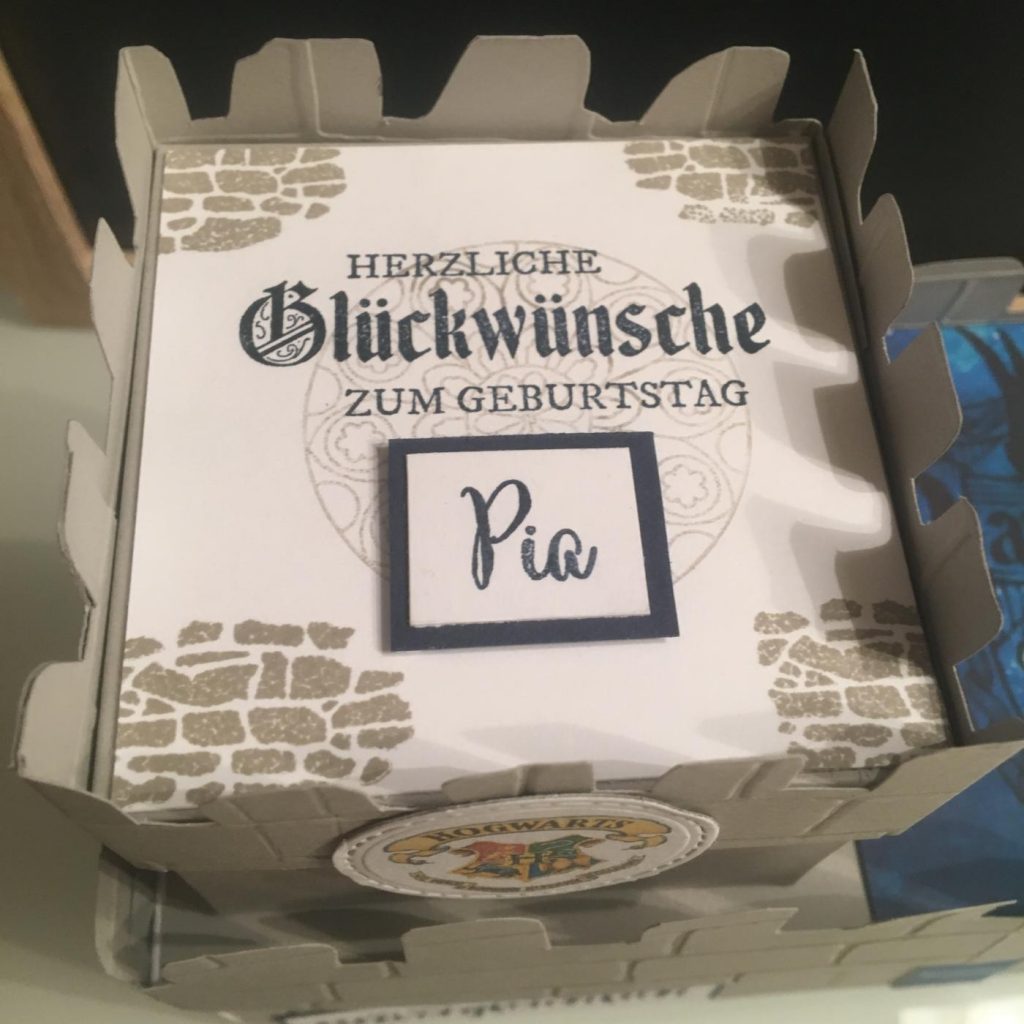 HERZLICHE
Glückwünsche
ZUM GEBURTSTAG
Pia
HOGWARTS